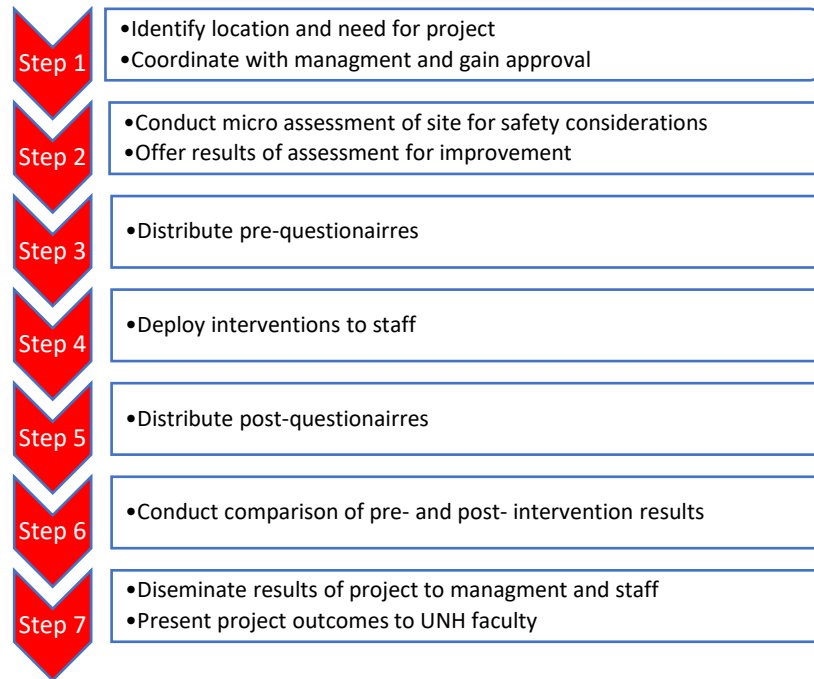 Step 1
•Identify location and need for project
•Coordinate with managment and gain approval
Step 2
•Conduct micro assessment of site for safety considerations
•Offer results of assessment for improvement
Step 3
•Distribute pre-questionairres
Step 4
•Deploy interventions to staff
Step 5
•Distribute post-questionairres
Step 6
•Conduct comparison of pre- and post- intervention results
Step 7
•Diseminate results of project to managment and staff
•Present project outcomes to UNH faculty